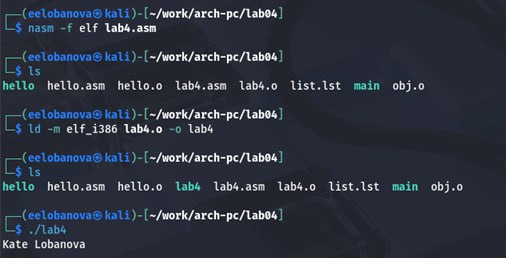 ┌──(eelobanova㉿kali)-[~/work/arch-pc/lab04]
└─$ nasm -f elf lab4.asm
┌──(eelobanova㉿kali)-[~/work/arch-pc/lab04]
└─$ ls
hello hello.asm hello.o lab4.asm lab4.o list.lst main obj.o
┌──(eelobanova㉿kali)-[~/work/arch-pc/lab04]
└─$ ld -m elf_i386 lab4.o -o lab4
┌──(eelobanova㉿kali)-[~/work/arch-pc/lab04]
└─$ ls
hello hello.asm hello.o lab4 lab4.asm lab4.o list.lst main obj.o
┌──(eelobanova㉿kali)-[~/work/arch-pc/lab04]
└─$ ./lab4
Kate Lobanova